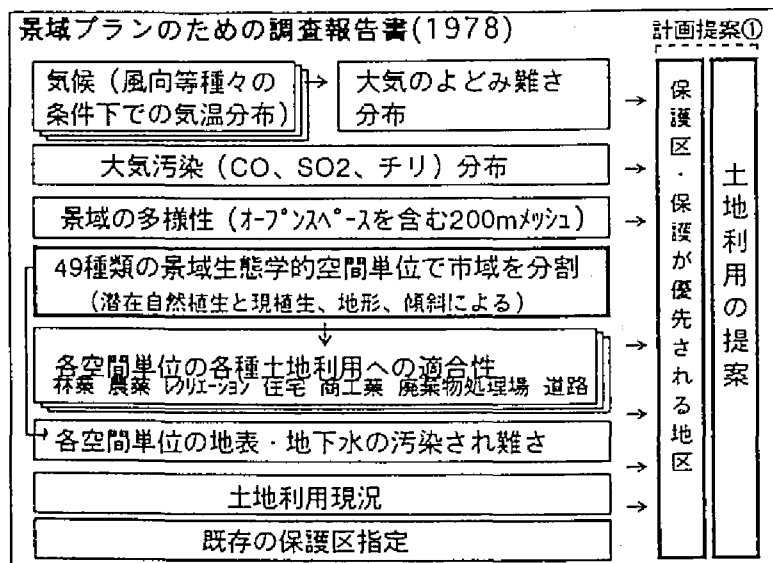 景域プランのための調査報告書(1978)
計画提案①
気候（風向等種々の
条件下での気温分布）
→
大気のよどみ難さ
分布
大気汚染（CO、SO2、チリ）分布
景域の多様性（ｵｰﾌﾟﾝｽﾍﾟｰｽを含む200mﾒｯｼｭ）
49種類の景域生態学的空間単位で市域を分割
（潜在自然植生と現植生、地形、傾斜による）
各空間単位の各種土地利用への適合性
林業 農業 ﾚｸﾘｴｰｼｮﾝ 住宅 商工業 廃棄物処理場 道路
各空間単位の地表・地下水の汚染され難さ
土地利用現況
既存の保護区指定
保護区・保護が優先される地区
土地利用の提案